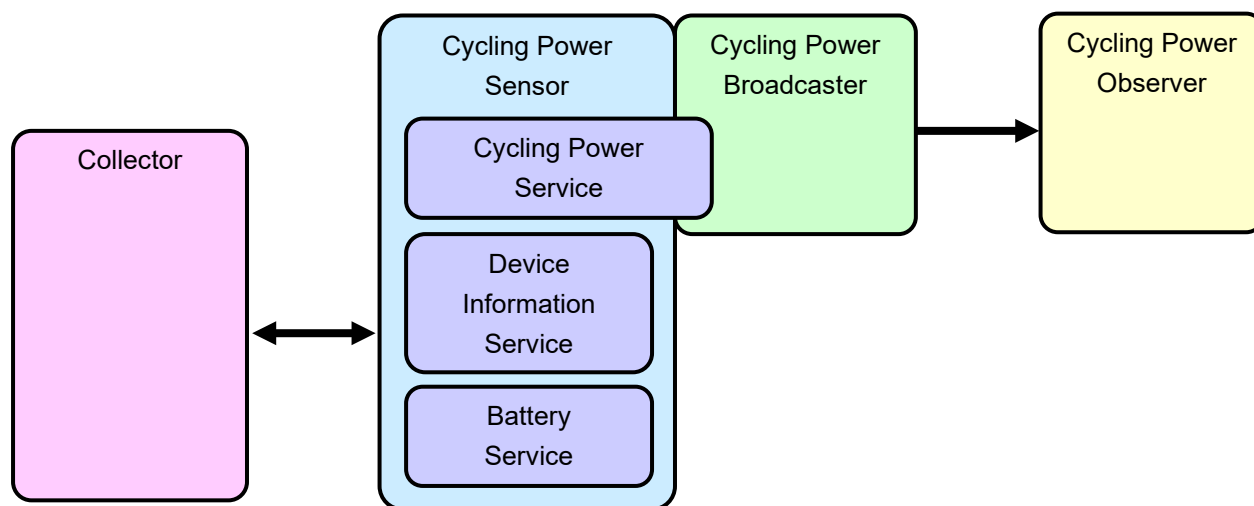 Collector
Cycling Power
Sensor
Cycling Power
Service
Device
Information
Service
Battery
Service
Cycling Power
Broadcaster
Cycling Power
Observer